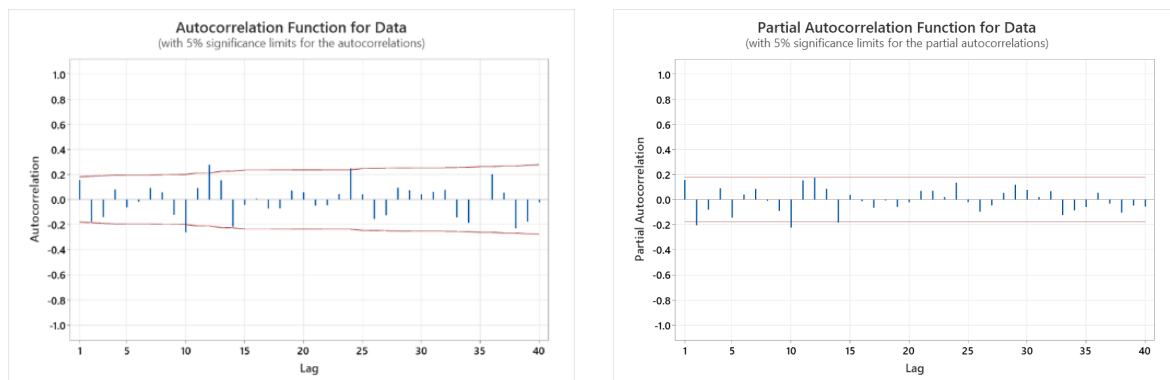 Autocorrelation Function for Data
(with 5% significance limits for the autocorrelations)
1.0
0.8
0.6
0.4
0.2
0.0
-0.2
-0.4
-0.6
-0.8
-1.0
Autocorrelation
1 5 10 15 20 25 30 35 40
Lag
Partial Autocorrelation Function for Data
(with 5% significance limits for the partial autocorrelations)
1.0
0.8
0.6
0.4
0.2
0.0
-0.2
-0.4
-0.6
-0.8
-1.0
Partial Autocorrelation
1 5 10 15 20 25 30 35 40
Lag